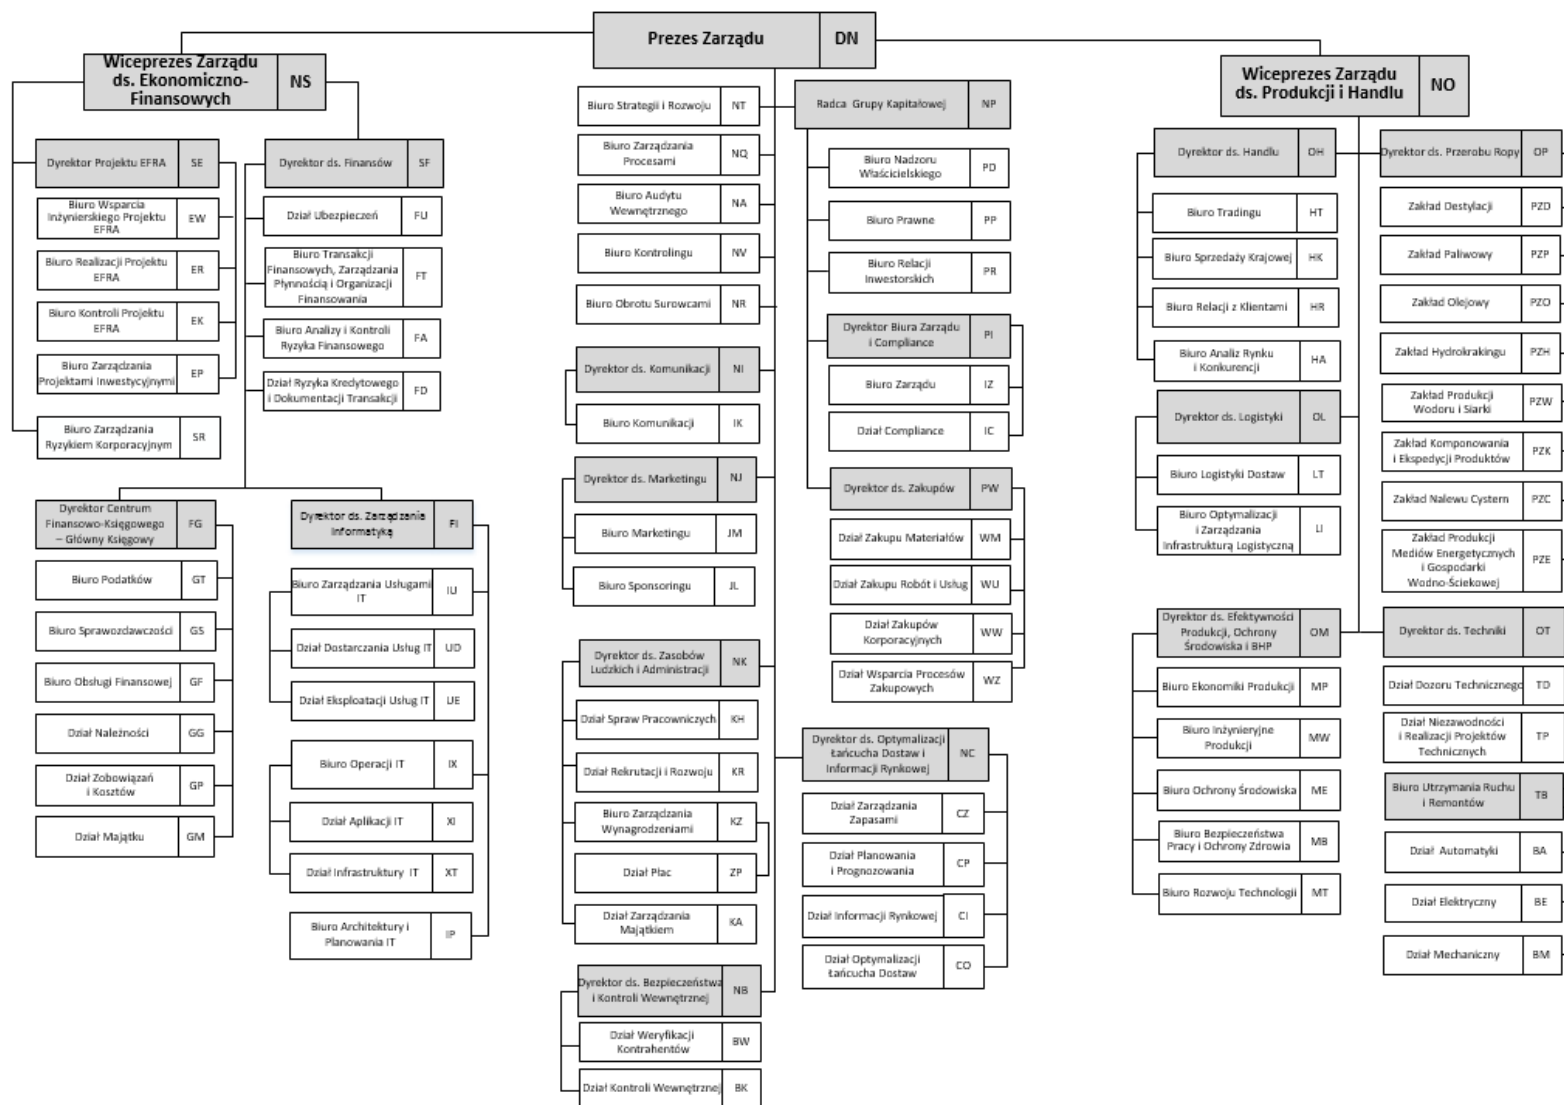 Prezes Zarządu
DN
Wiceprezes Zarządu
ds. Ekonomiczno-
Finansowych
NS
Wiceprezes Zarządu
ds. Produkcji i Handlu
NO
Dyrektor Projektu EFRA
SE
Biuro Wsparcia
Inżynierskiego Projektu
EFRA
EW
Biuro Realizacji Projektu
EFRA
ER
Biuro Kontroli Projektu
EFRA
EK
Biuro Zarządzania
Projektami Inwestycyjnymi
EP
Biuro Zarządzania
Ryzykiem Korporacyjnym
SR
Dyrektor ds. Finansów
SF
Dział Ubezpieczeń
FU
Biuro Transakcji
Finansowych, Zarządzania
Płynnością i Organizacji
Finansowania
FT
Biuro Analizy i Kontroli
Ryzyka Finansowego
FA
Dział Ryzyka Kredytowego
i Dokumentacji Transakcji
FD
Dyrektor Centrum
Finansowo-Księgowego
– Główny Księgowy
FG
Biuro Podatków
GT
Biuro Sprawozdawczości
GS
Biuro Obsługi Finansowej
GF
Dział Należności
GG
Dział Zobowiązań
i Kosztów
GP
Dział Majątku
GM
Dyrektor ds. Zarządzania
Informatyką
FI
Biuro Zarządzania Usługami
IT
IU
Dział Dostarczania Usług IT
UD
Dział Eksploatacji Usług IT
UE
Biuro Operacji IT
IX
Dział Aplikacji IT
XI
Dział Infrastruktury IT
XT
Biuro Architektury i
Planowania IT
IP
Biuro Strategii i Rozwoju
NT
Biuro Zarządzania
Procesami
NQ
Biuro Audytu
Wewnętrznego
NA
Biuro Kontrolingu
NV
Biuro Obrotu Surowcami
NR
Dyrektor ds. Komunikacji
NI
Biuro Komunikacji
IK
Dyrektor ds. Marketingu
NJ
Biuro Marketingu
JM
Biuro Sponsoringu
JL
Dyrektor ds. Zasobów
Ludzkich i Administracji
NK
Dział Spraw Pracowniczych
KH
Dział Rekrutacji i Rozwoju
KR
Biuro Zarządzania
Wynagrodzeniami
KZ
Dział Płac
ZP
Dział Zarządzania
Majątkiem
KA
Dyrektor ds. Bezpieczeństwa
i Kontroli Wewnętrznej
NB
Dział Weryfikacji
Kontrahentów
BW
Dział Kontroli Wewnętrznej
BK
Radca Grupy Kapitałowej
NP
Biuro Nadzoru
Właścicielskiego
PD
Biuro Prawne
PP
Biuro Relacji
Inwestorskich
PR
Dyrektor Biura Zarządu
i Compliance
PI
Biuro Zarządu
IZ
Dział Compliance
IC
Dyrektor ds. Zakupów
PW
Dział Zakupu Materiałów
WM
Dział Zakupu Robót i Usług
WU
Dział Zakupów
Korporacyjnych
WW
Dział Wsparcia Procesów
Zakupowych
WZ
Dyrektor ds. Optymalizacji
Łańcucha Dostaw i
Informacji Rynkowej
NC
Dział Zarządzania
Zapasami
CZ
Dział Planowania
i Prognozowania
CP
Dział Informacji Rynkowej
CI
Dział Optymalizacji
Łańcucha Dostaw
CO
Dyrektor ds. Handlu
OH
Biuro Tradingu
HT
Biuro Sprzedaży Krajowej
HK
Biuro Relacji z Klientami
HR
Biuro Analiz Rynku
i Konkurencji
HA
Dyrektor ds. Logistyki
OL
Biuro Logistyki Dostaw
LT
Biuro Optymalizacji
i Zarządzania
Infrastrukturą Logistyczną
LI
Dyrektor ds. Efektywności
Produkcji, Ochrony
Środowiska i BHP
OM
Biuro Ekonomiki Produkcji
MP
Biuro Inżynieryjne
Produkcji
MW
Biuro Ochrony Środowiska
ME
Biuro Bezpieczeństwa
Pracy i Ochrony Zdrowia
MB
Biuro Rozwoju Technologii
MT
Dyrektor ds. Przerobu Ropy
OP
Zakład Destylacji
PZD
Zakład Paliwowy
PZP
Zakład Olejowy
PZO
Zakład Hydrokrakingu
PZH
Zakład Produkcji
Wodoru i Siarki
PZW
Zakład Komponowania
i Ekspedycji Produktów
PZK
Zakład Nalewu Cystern
PZC
Zakład Produkcji
Mediów Energetycznych
i Gospodarki
Wodno-Ściekowej
PZE
Dyrektor ds. Techniki
OT
Dział Dozoru Technicznego
TD
Dział Niezawodności
i Realizacji Projektów
Technicznych
TP
Biuro Utrzymania Ruchu
i Remontów
TB
Dział Automatyki
BA
Dział Elektryczny
BE
Dział Mechaniczny
BM